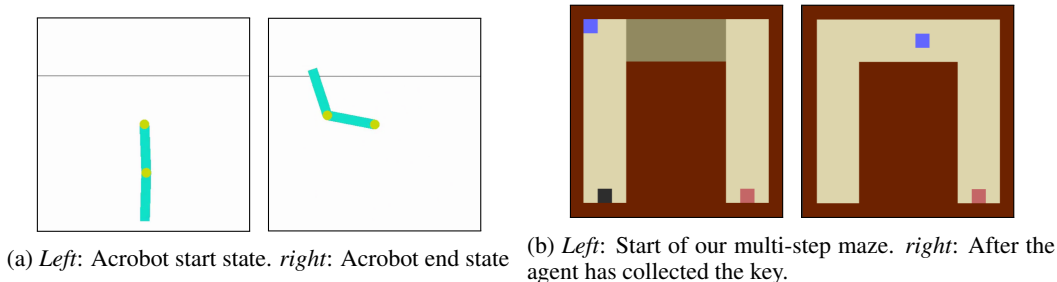 (a) Left: Acrobot start state. right: Acrobot end state
(b) Left: Start of our multi-step maze. right: After the
agent has collected the key.